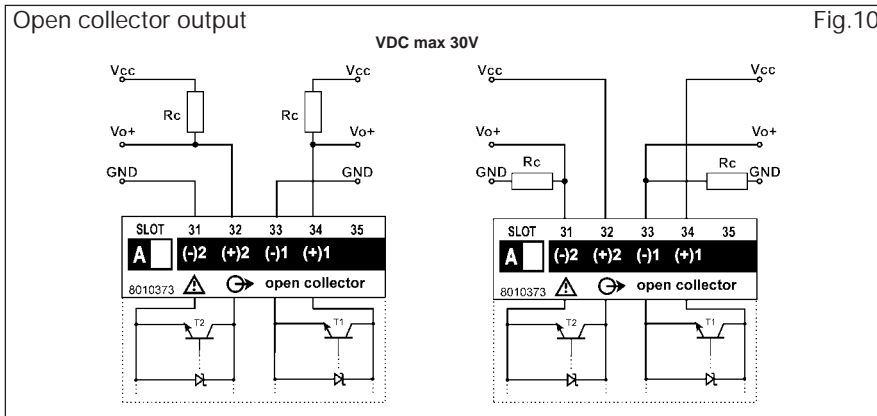 Open collector output Fig.10
VDC max 30V
Vcc Vcc Vcc Vcc
Rc Rc
Vo+ Vo+ Vo+ Vo+
GND GND GND Rc Rc GND
SLOT 31 32 33 34 35 SLOT 31 32 33 34 35
A (-)2 (+)2 (-)1 (+)1 A (-)2 (+)2 (-)1 (+)1
8010373 open collector 8010373 open collector
T2 T1 T2 T1